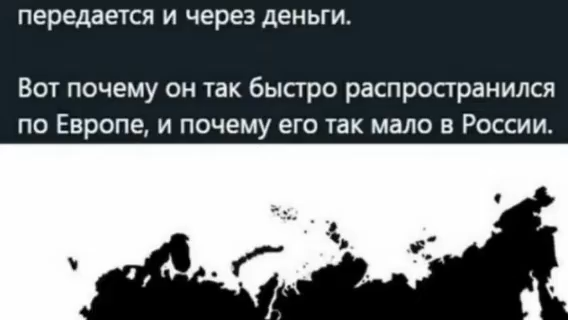 передается и через деньги.
Вот почему он так быстро распространился
по Европе, и почему его так мало в России.